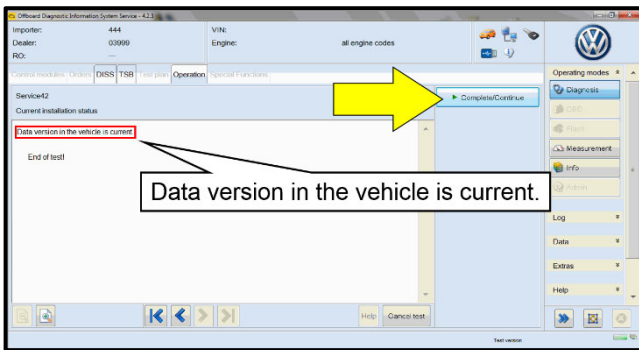 Offboard Diagnostic Information System Service - 4.2.3
Importer: 444 VIN:
Dealer: 03999 Engine: all engine codes
RO: ---
Control modules Orders DISS TSB Test plan Operation Special Functions
Operating modes
Service42
Current installation status
Complete/Continue
Diagnosis
OBD
Flash
Data version in the vehicle is current.
End of test!
Measurement
Info
Admin
Data version in the vehicle is current.
Log
Data
Extras
Help
Help Cancel test
Test version